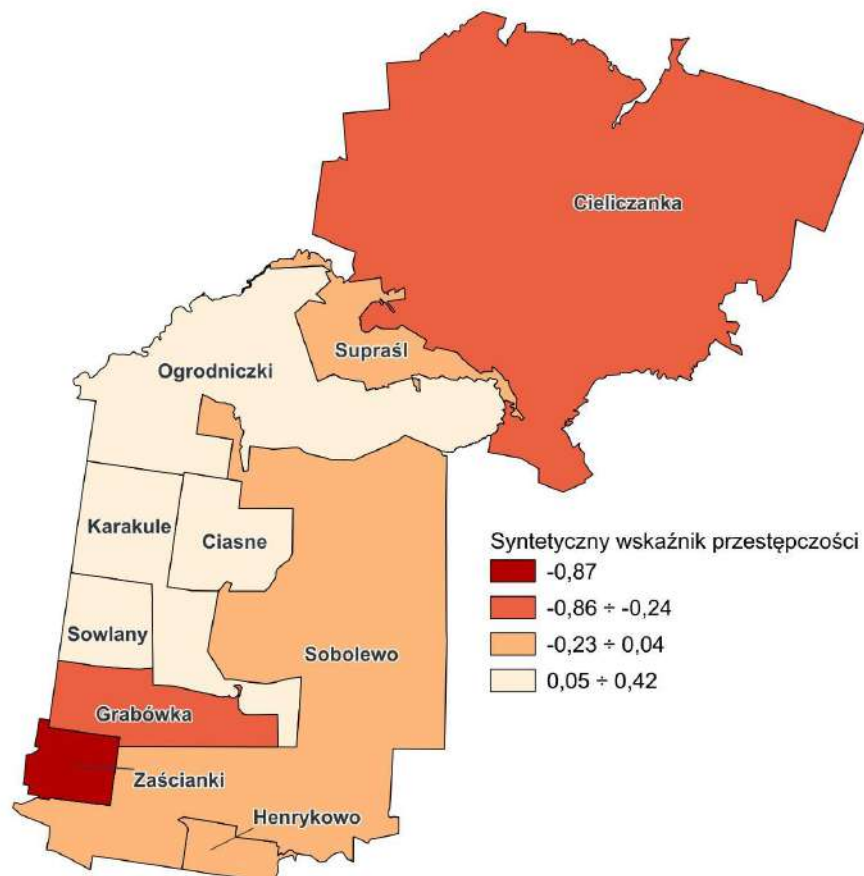 Cieliczanka
Supraśl
Ogrodniczki
Karakule
Ciasne
Sowlany
Sobolewo
Grabówka
Zaścianki
Henrykowo
Syntetyczny wskaźnik przestępczości
-0,87
-0,86 ÷ -0,24
-0,23 ÷ 0,04
0,05 ÷ 0,42